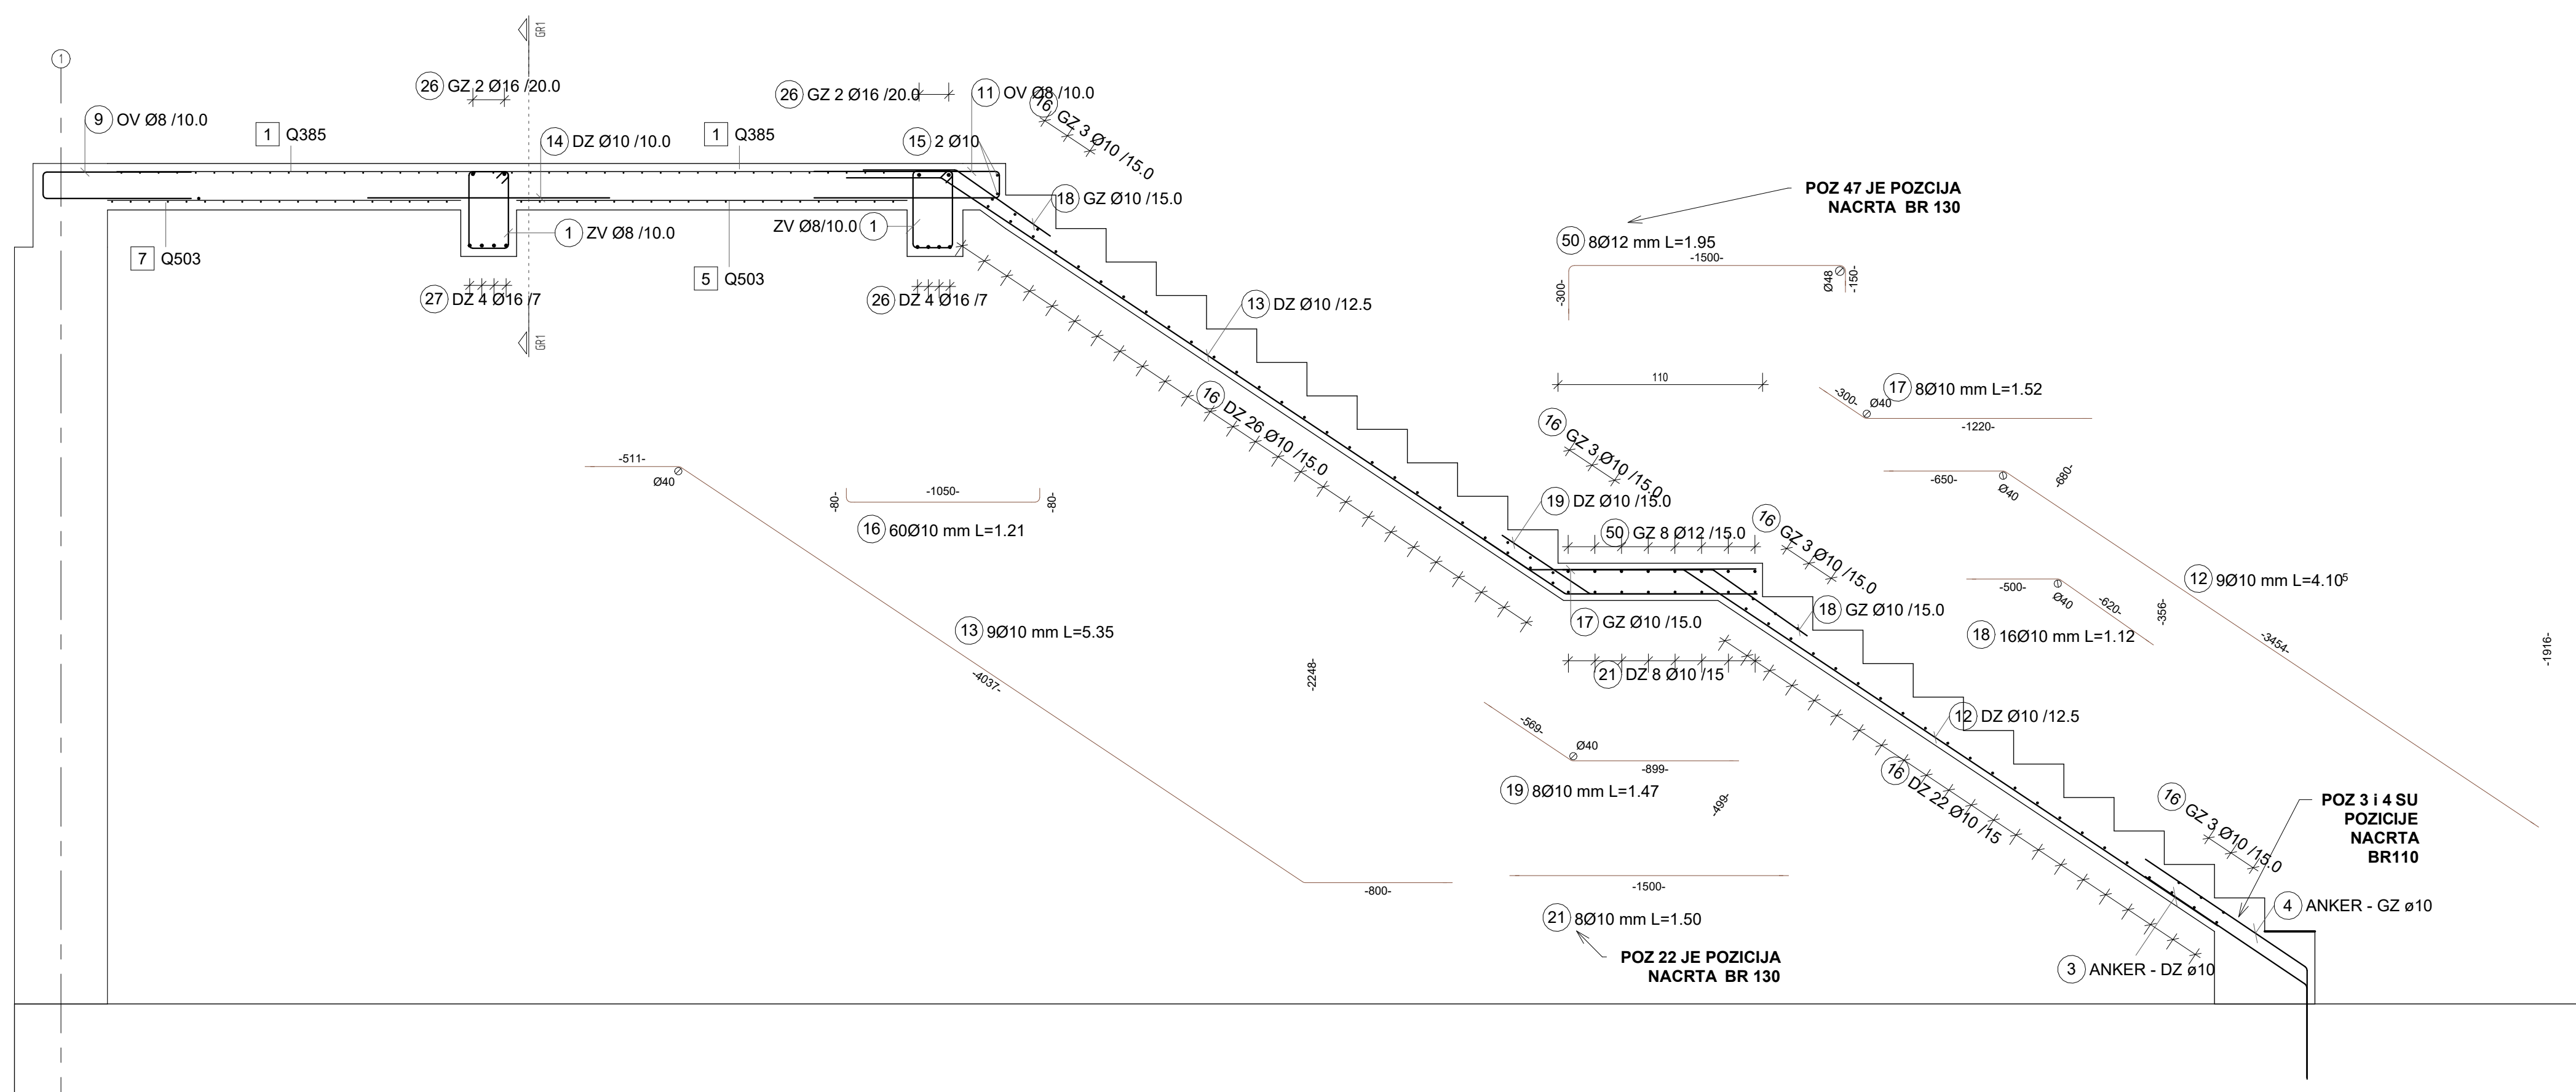 1
GR1
26 GZ 2 Ø16 /20.0
26 GZ 2 Ø16 /20.0
11 OV Ø8 /10.0
9 OV Ø8 /10.0
16 GZ 3 Ø10 /15.0
1 Q385
14 DZ Ø10 /10.0
1 Q385
15 2 Ø10
18 GZ Ø10 /15.0
1 ZV Ø8 /10.0
ZV Ø8/10.0 1
7 Q503
5 Q503
27 DZ 4 Ø16 /7
26 DZ 4 Ø16 /7
GR1
13 DZ Ø10 /12.5
16 DZ 26 Ø10 /15.0
POZ 47 JE POZCIJA
NACRTA BR 130
50 8Ø12 mm L=1.95
-1500-
-300-
Ø48
-150-
110
17 8Ø10 mm L=1.52
-300-
Ø40
-1220-
16 GZ 3 Ø10 /15.0
-511-
Ø40
-650-
Ø40
-680-
-80-
-1050-
-80-
16 60Ø10 mm L=1.21
19 DZ Ø10 /15.0
50 GZ 8 Ø12 /15.0
16 GZ 3 Ø10 /15.0
12 9Ø10 mm L=4.10⁵
-500-
Ø40
-620-
-356-
18 16Ø10 mm L=1.12
-3454-
-1916-
18 GZ Ø10 /15.0
17 GZ Ø10 /15.0
13 9Ø10 mm L=5.35
-4037-
-2248-
21 DZ 8 Ø10 /15
12 DZ Ø10 /12.5
16 DZ 22 Ø10 /15
-569-
Ø40
-899-
19 8Ø10 mm L=1.47
-499-
16 GZ 3 Ø10 /15.0
POZ 3 i 4 SU
POZICIJE
NACRTA
BR110
-800-
-1500-
21 8Ø10 mm L=1.50
POZ 22 JE POZICIJA
NACRTA BR 130
4 ANKER - GZ ø10
3 ANKER - DZ ø10